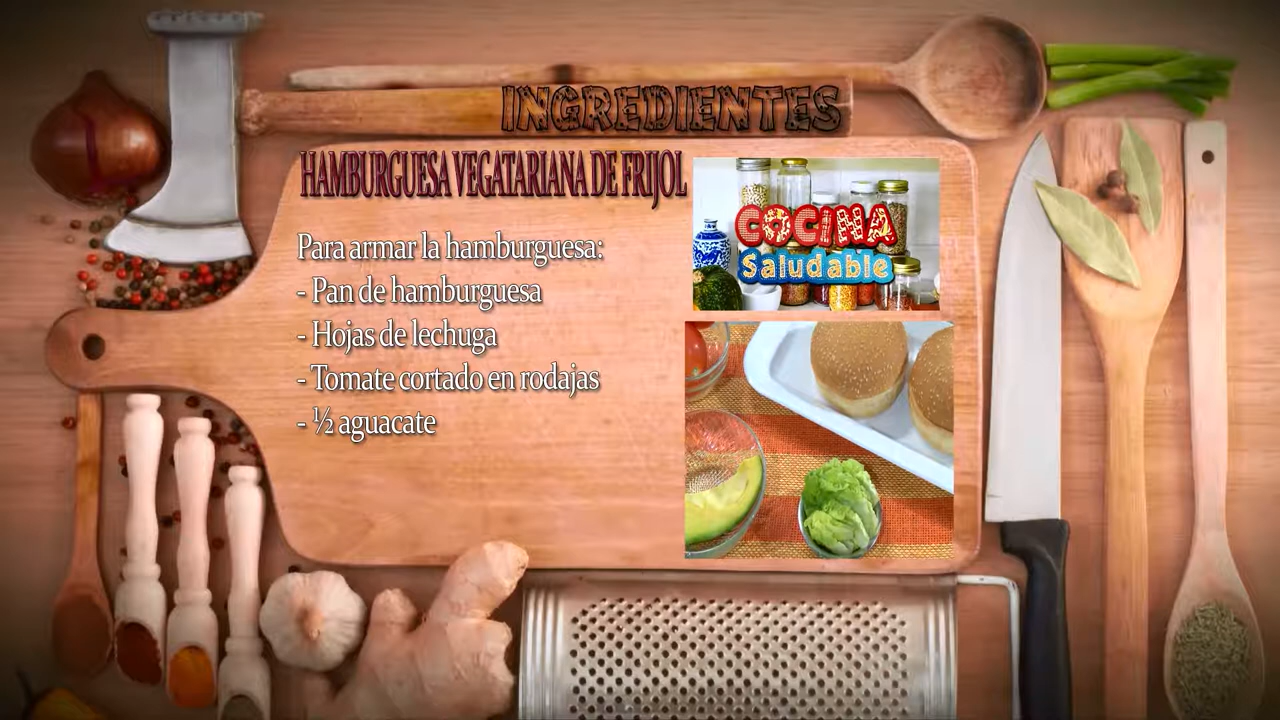 INGREDIENTES
HAMBURGUESA VEGATARIANA DE FRIJOL
COCINA
Saludable
Para armar la hamburguesa:
- Pan de hamburguesa
- Hojas de lechuga
- Tomate cortado en rodajas
- ½ aguacate